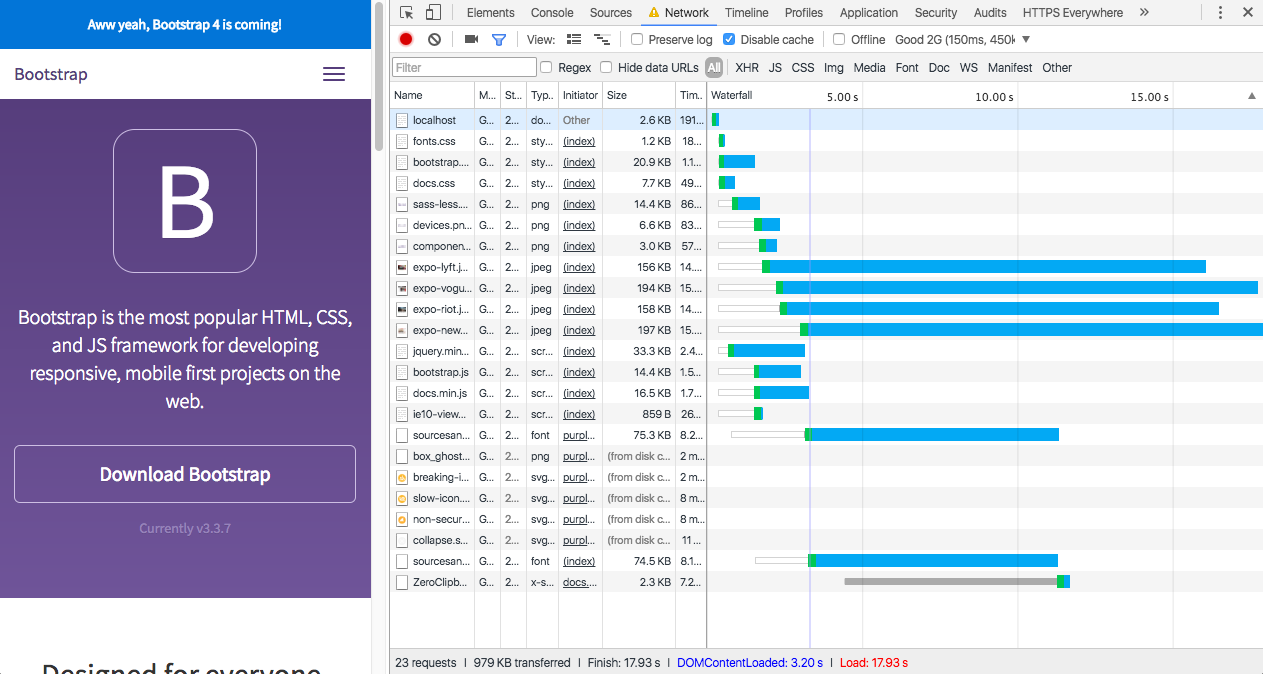 Aww yeah, Bootstrap 4 is coming!
Bootstrap
B
Bootstrap is the most popular HTML, CSS,
and JS framework for developing
responsive, mobile first projects on the
web.
Download Bootstrap
Currently v3.3.7
Designed for everyone
Elements Console Sources Network Timeline Profiles Application Security Audits HTTPS Everywhere »
View: Preserve log Disable cache Offline Good 2G (150ms, 450k
Filter Regex Hide data URLs All XHR JS CSS Img Media Font Doc WS Manifest Other
Name M... St... Typ.. Initiator Size Tim.. Waterfall 5.00 s 10.00 s 15.00 s
localhost G... 2... do... Other 2.6 KB 191...
fonts.css G... 2... sty... (index) 1.2 KB 18...
bootstrap.... G... 2... sty... (index) 20.9 KB 1.1...
docs.css G... 2... sty... (index) 7.7 KB 49...
sass-less.... G... 2... png (index) 14.4 KB 86...
devices.pn... G... 2... png (index) 6.6 KB 83...
componen... G... 2... png (index) 3.0 KB 57...
expo-lyft.j... G... 2... jpeg (index) 156 KB 14....
expo-vogu... G... 2... jpeg (index) 194 KB 15....
expo-riot.j... G... 2... jpeg (index) 158 KB 14....
expo-new... G... 2... jpeg (index) 197 KB 15....
jquery.min... G... 2... scr... (index) 33.3 KB 2.4...
bootstrap.js G... 2... scr... (index) 14.4 KB 1.5...
docs.min.js G... 2... scr... (index) 16.5 KB 1.7...
ie10-view... G... 2... scr... (index) 859 B 26...
sourcesan... G... 2... font purpl... 75.3 KB 8.2...
box_ghost... G... 2... png purpl... (from disk c... 2 m...
breaking-i... G... 2... svg... purpl... (from disk c... 2 m...
slow-icon.... G... 2... svg... purpl... (from disk c... 8 m...
non-secur... G... 2... svg... purpl... (from disk c... 8 m...
collapse.s... G... 2... svg... purpl... (from disk c... 11 ...
sourcesan... G... 2... font (index) 74.5 KB 8.1...
ZeroClipb... G... 2... x-s... docs.... 2.3 KB 7.2...
23 requests | 979 KB transferred | Finish: 17.93 s | DOMContentLoaded: 3.20 s | Load: 17.93 s